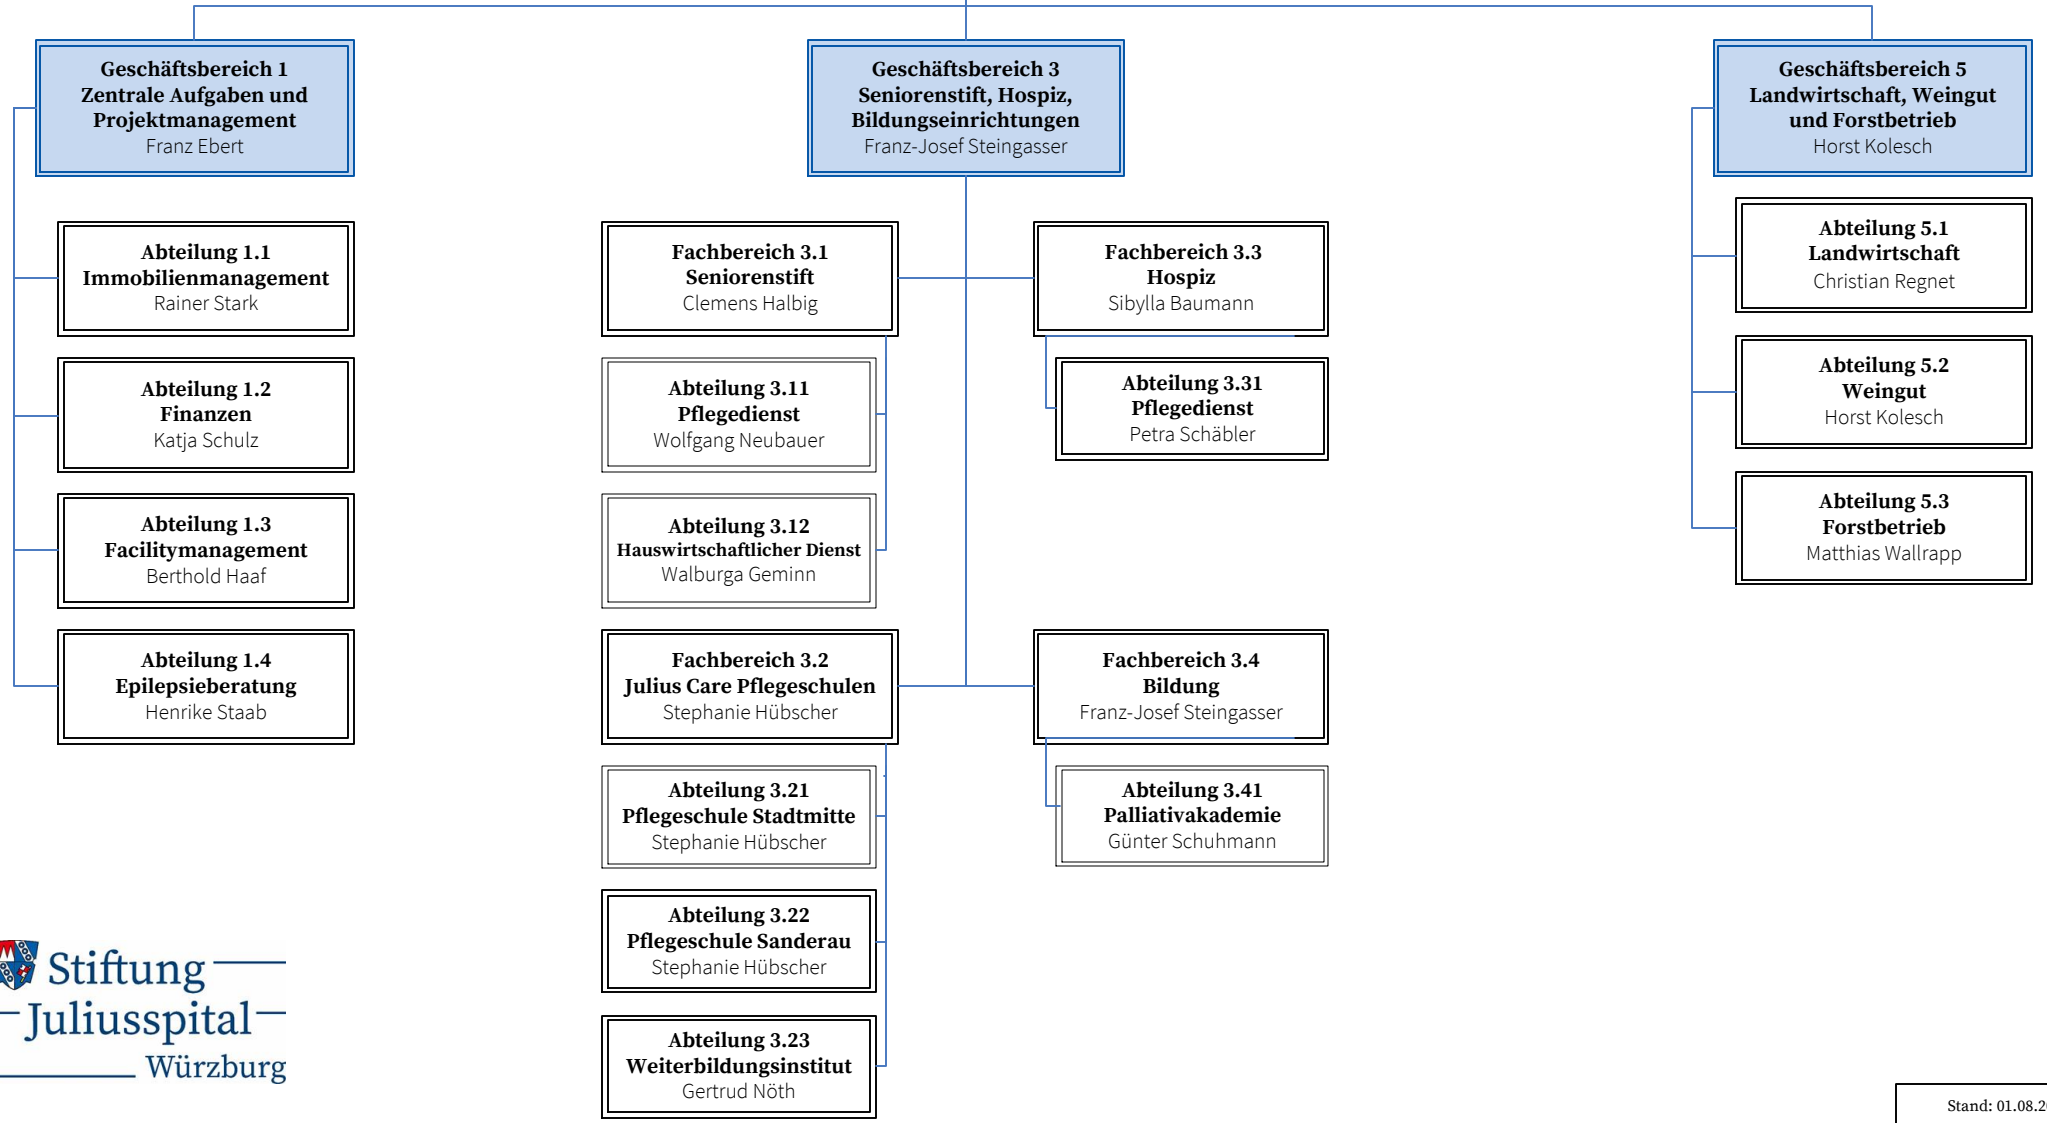 Geschäftsbereich 1
Zentrale Aufgaben und
Projektmanagement
Franz Ebert
Abteilung 1.1
Immobilienmanagement
Rainer Stark
Abteilung 1.2
Finanzen
Katja Schulz
Abteilung 1.3
Facilitymanagement
Berthold Haaf
Abteilung 1.4
Epilepsieberatung
Henrike Staab
Geschäftsbereich 3
Seniorenstift, Hospiz,
Bildungseinrichtungen
Franz-Josef Steingasser
Fachbereich 3.1
Seniorenstift
Clemens Halbig
Abteilung 3.11
Pflegedienst
Wolfgang Neubauer
Abteilung 3.12
Hauswirtschaftlicher Dienst
Walburga Geminn
Fachbereich 3.2
Julius Care Pflegeschulen
Stephanie Hübscher
Abteilung 3.21
Pflegeschule Stadtmitte
Stephanie Hübscher
Abteilung 3.22
Pflegeschule Sanderau
Stephanie Hübscher
Abteilung 3.23
Weiterbildungsinstitut
Gertrud Nöth
Fachbereich 3.3
Hospiz
Sibylla Baumann
Abteilung 3.31
Pflegedienst
Petra Schäbler
Fachbereich 3.4
Bildung
Franz-Josef Steingasser
Abteilung 3.41
Palliativakademie
Günter Schuhmann
Geschäftsbereich 5
Landwirtschaft, Weingut
und Forstbetrieb
Horst Kolesch
Abteilung 5.1
Landwirtschaft
Christian Regnet
Abteilung 5.2
Weingut
Horst Kolesch
Abteilung 5.3
Forstbetrieb
Matthias Wallrapp
Stiftung
Juliusspital
Würzburg
Stand: